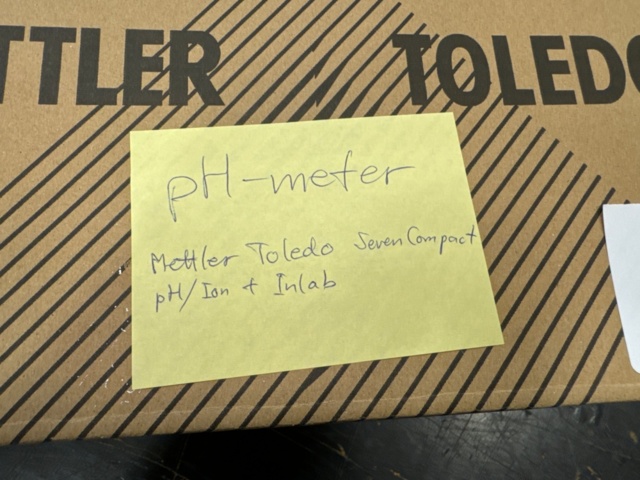 METTLER TOLEDO
pH-meter
Mettler Toledo SevenCompact
pH/Ion + Inlab